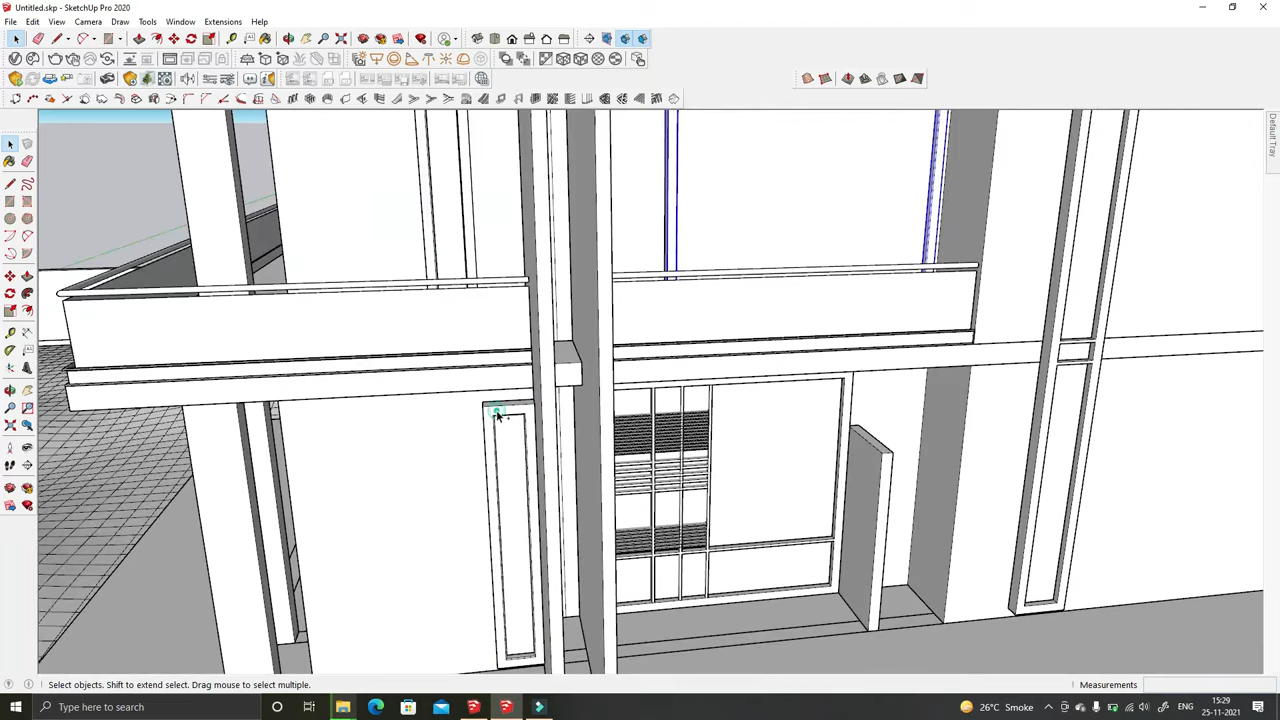 Untitled.skp - SketchUp Pro 2020
File Edit View Camera Draw Tools Window Extensions Help
Default Tray
Select objects. Shift to extend select. Drag mouse to select multiple.
Measurements
Type here to search
26°C Smoke
ENG
15:29
25-11-2021